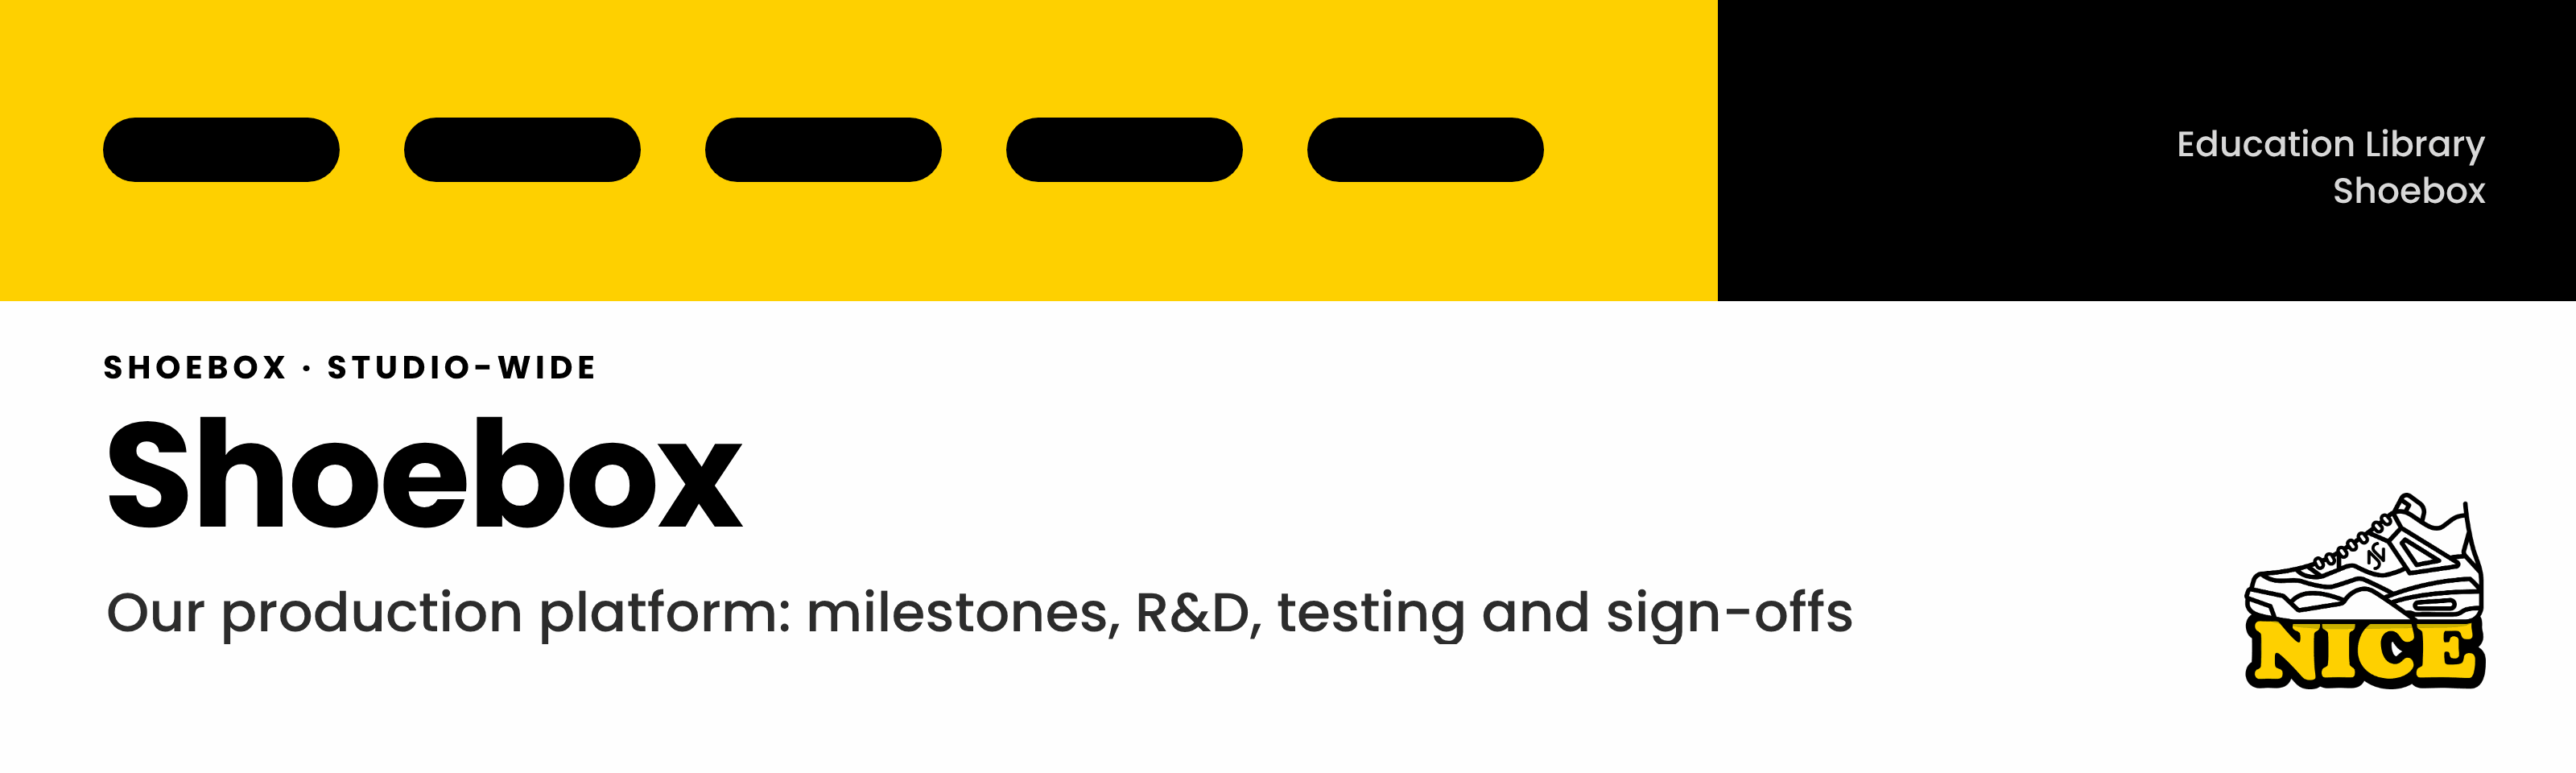 Education Library
Shoebox
SHOEBOX · STUDIO-WIDE
Shoebox
Our production platform: milestones, R&D, testing and sign-offs
NICE